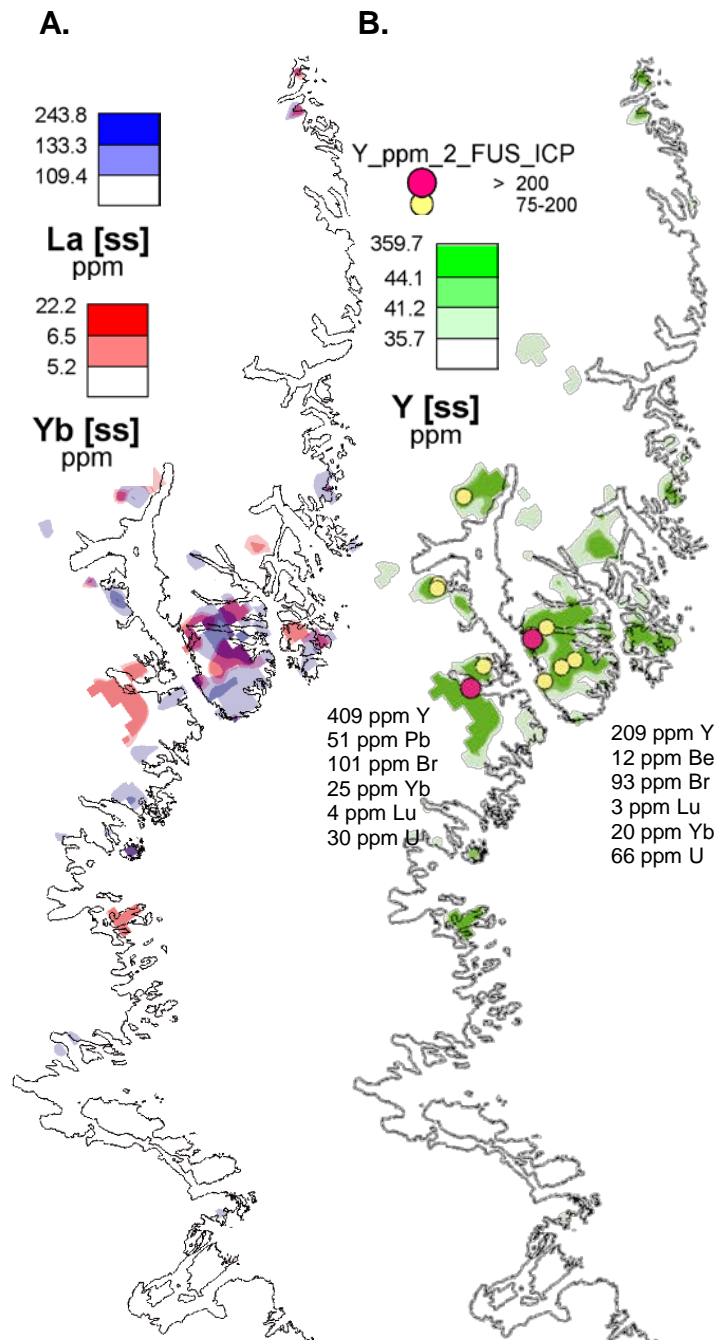 A.
243.8
133.3
109.4
La [ss]
ppm
22.2
6.5
5.2
Yb [ss]
ppm
B.
Y_ppm_2_FUS_ICP
> 200
75-200
359.7
44.1
41.2
35.7
Y [ss]
ppm
409 ppm Y
51 ppm Pb
101 ppm Br
25 ppm Yb
4 ppm Lu
30 ppm U
209 ppm Y
12 ppm Be
93 ppm Br
3 ppm Lu
20 ppm Yb
66 ppm U